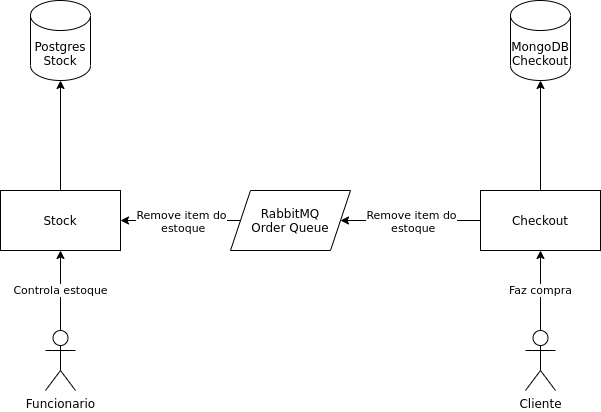 Postgres
Stock
MongoDB
Checkout
Stock
Remove item do
estoque
RabbitMQ
Order Queue
Remove item do
estoque
Checkout
Controla estoque
Faz compra
Funcionario
Cliente